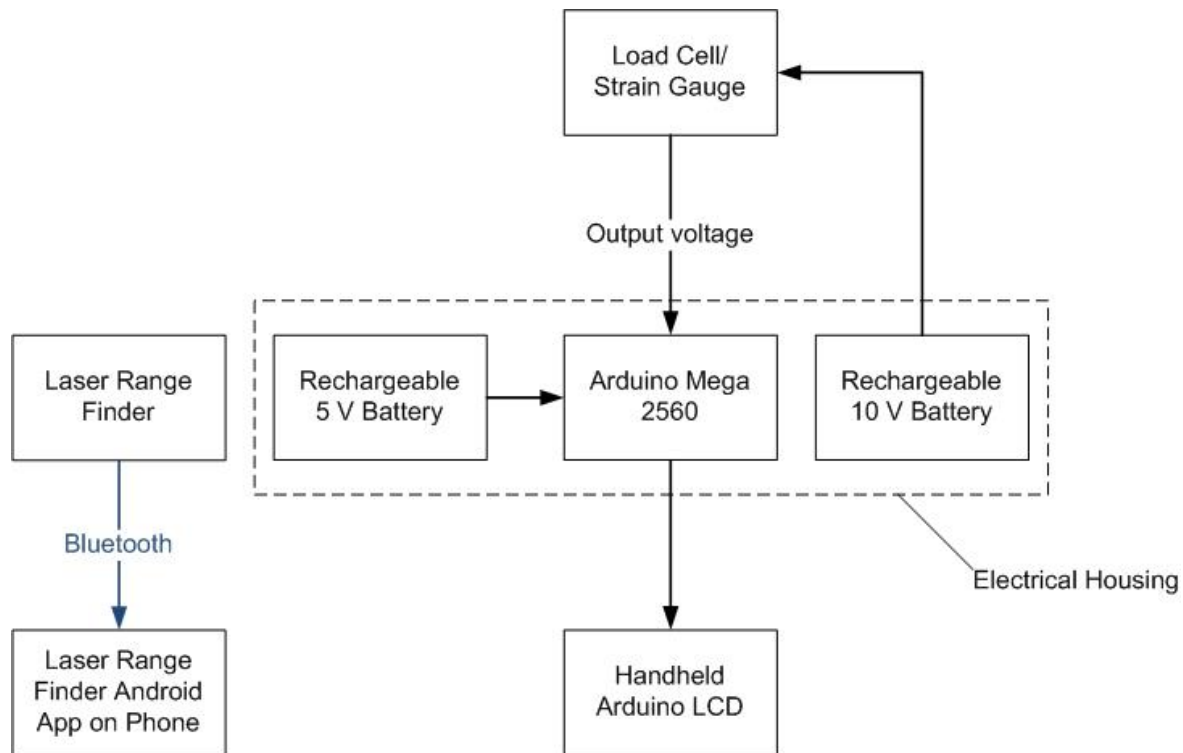 Load Cell/
Strain Gauge
Output voltage
Laser Range
Finder
Rechargeable
5 V Battery
Arduino Mega
2560
Rechargeable
10 V Battery
Bluetooth
Electrical Housing
Laser Range
Finder Android
App on Phone
Handheld
Arduino LCD